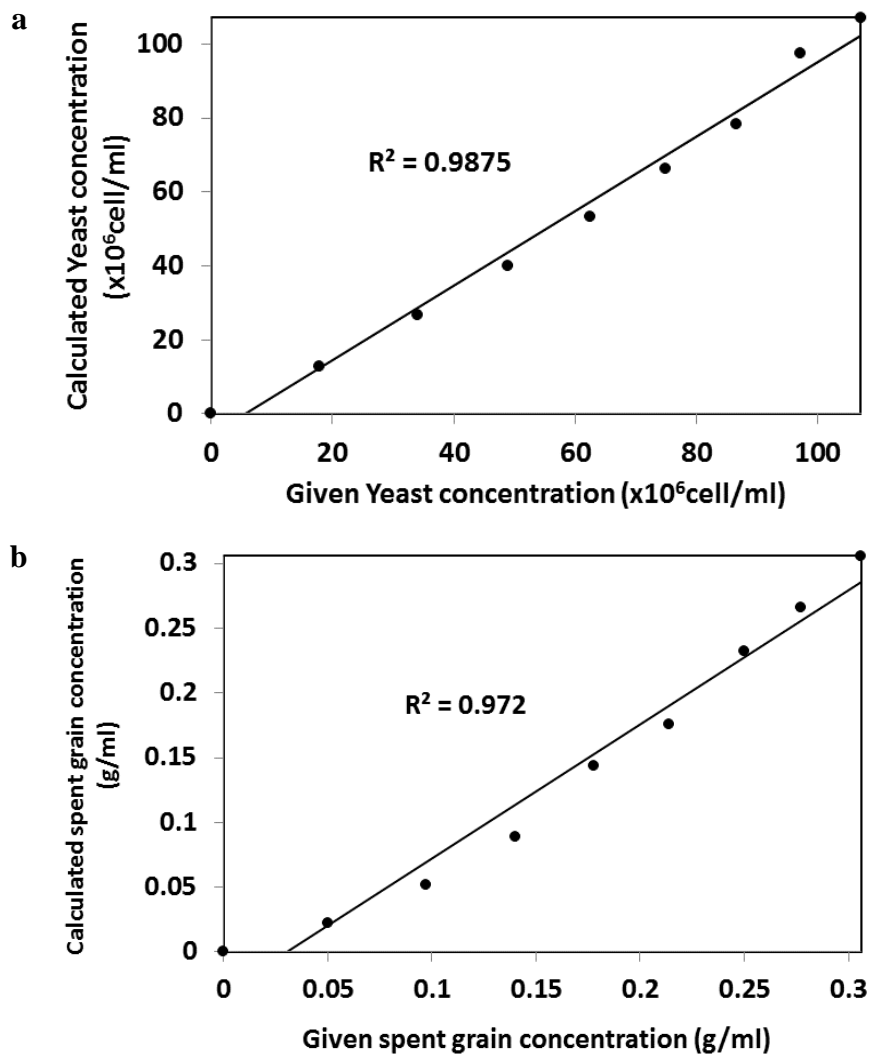 a
Calculated Yeast concentration
(x10⁶cell/ml)
100
80
60
40
20
0
R² = 0.9875
0 20 40 60 80 100
Given Yeast concentration (x10⁶cell/ml)
b
Calculated spent grain concentration
(g/ml)
0.3
0.25
0.2
0.15
0.1
0.05
0
R² = 0.972
0 0.05 0.1 0.15 0.2 0.25 0.3
Given spent grain concentration (g/ml)